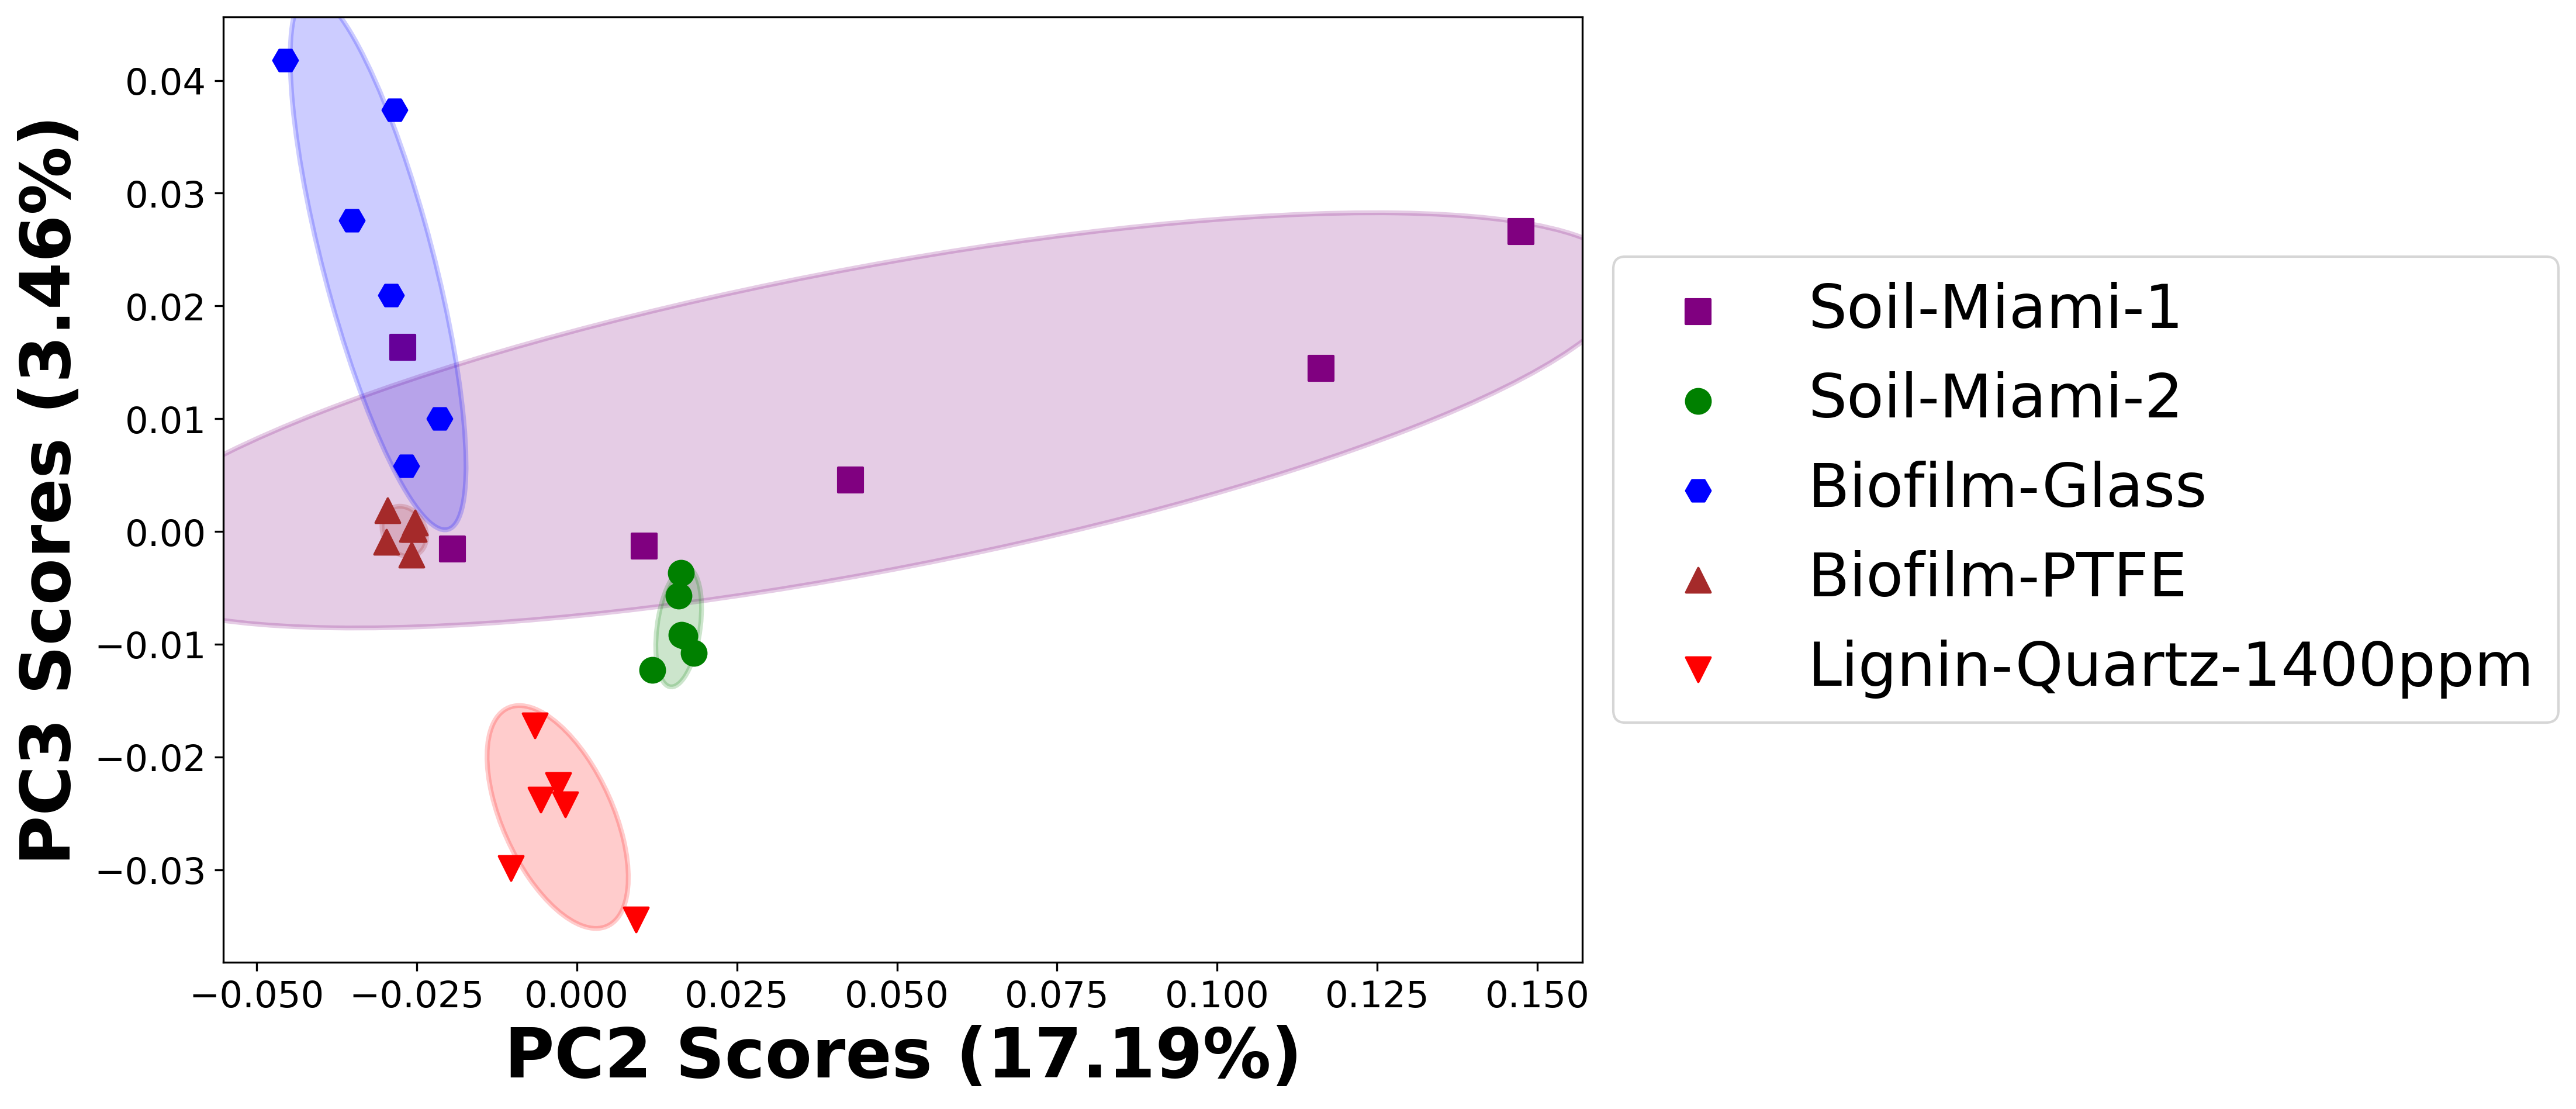 PC3 Scores (3.46%)
0.04
0.03
0.02
0.01
0.00
−0.01
−0.02
−0.03
−0.050 −0.025 0.000 0.025 0.050 0.075 0.100 0.125 0.150
PC2 Scores (17.19%)
Soil-Miami-1
Soil-Miami-2
Biofilm-Glass
Biofilm-PTFE
Lignin-Quartz-1400ppm